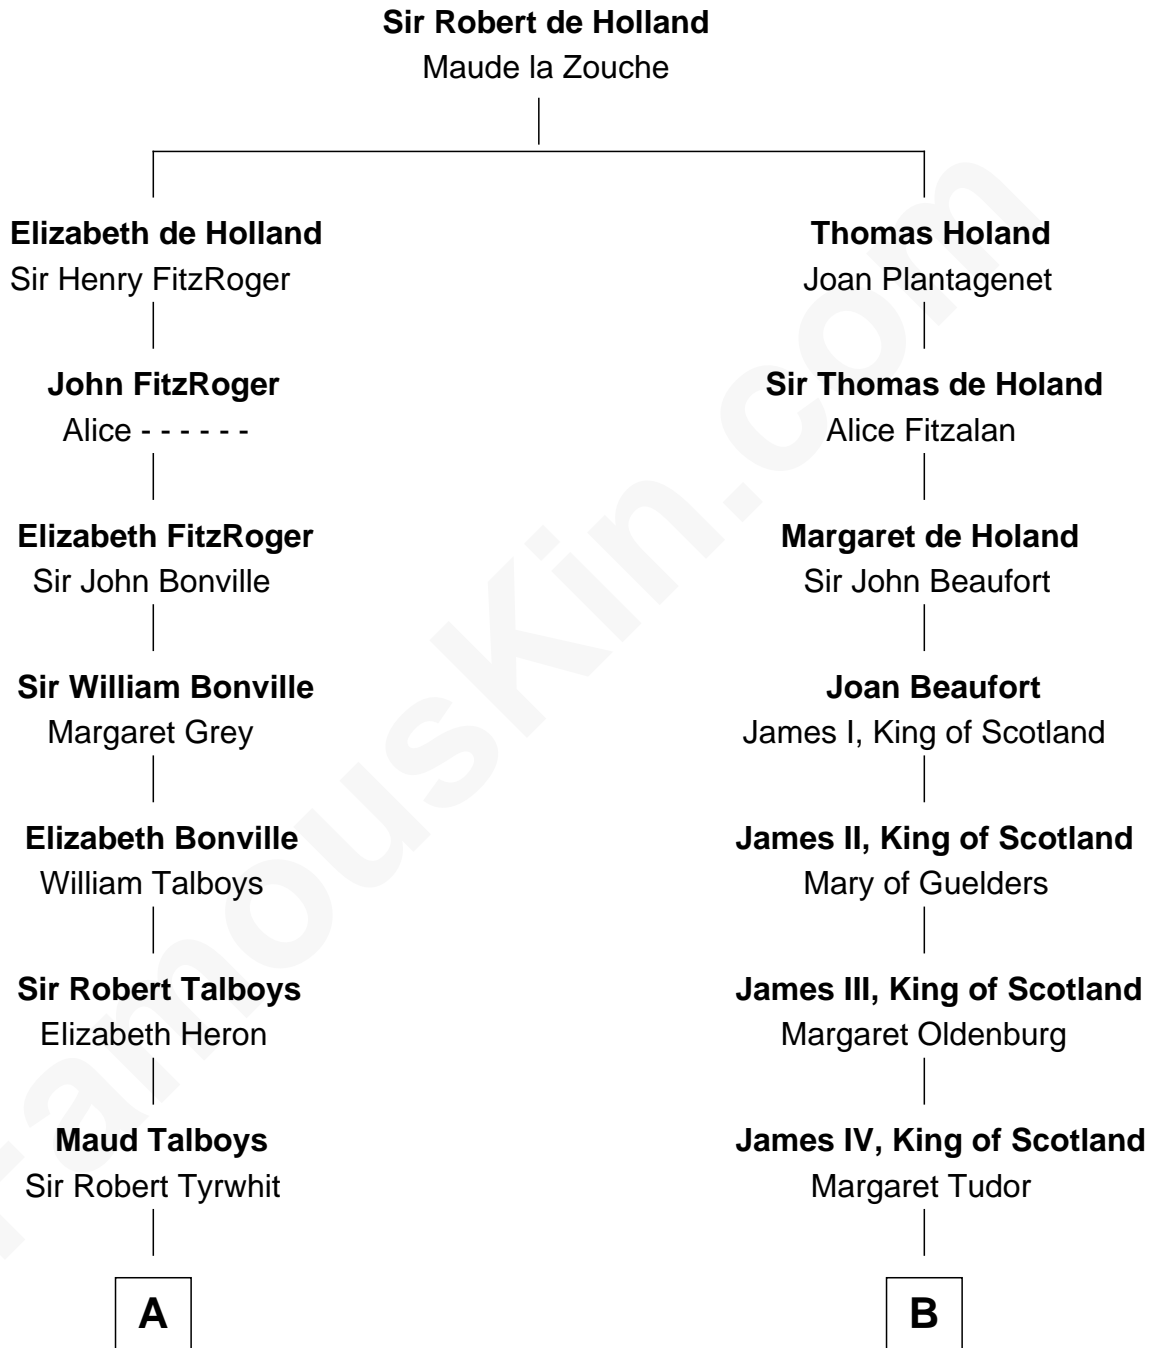 Sir Robert de Holland
Maude la Zouche
Elizabeth de Holland
Sir Henry FitzRoger
Thomas Holand
Joan Plantagenet
John FitzRoger
Alice - - - - - -
Sir Thomas de Holand
Alice Fitzalan
Elizabeth FitzRoger
Sir John Bonville
Margaret de Holand
Sir John Beaufort
Sir William Bonville
Margaret Grey
Joan Beaufort
James I, King of Scotland
Elizabeth Bonville
William Talboys
James II, King of Scotland
Mary of Guelders
Sir Robert Talboys
Elizabeth Heron
James III, King of Scotland
Margaret Oldenburg
Maud Talboys
Sir Robert Tyrwhit
James IV, King of Scotland
Margaret Tudor
A
B
FamousKin.com